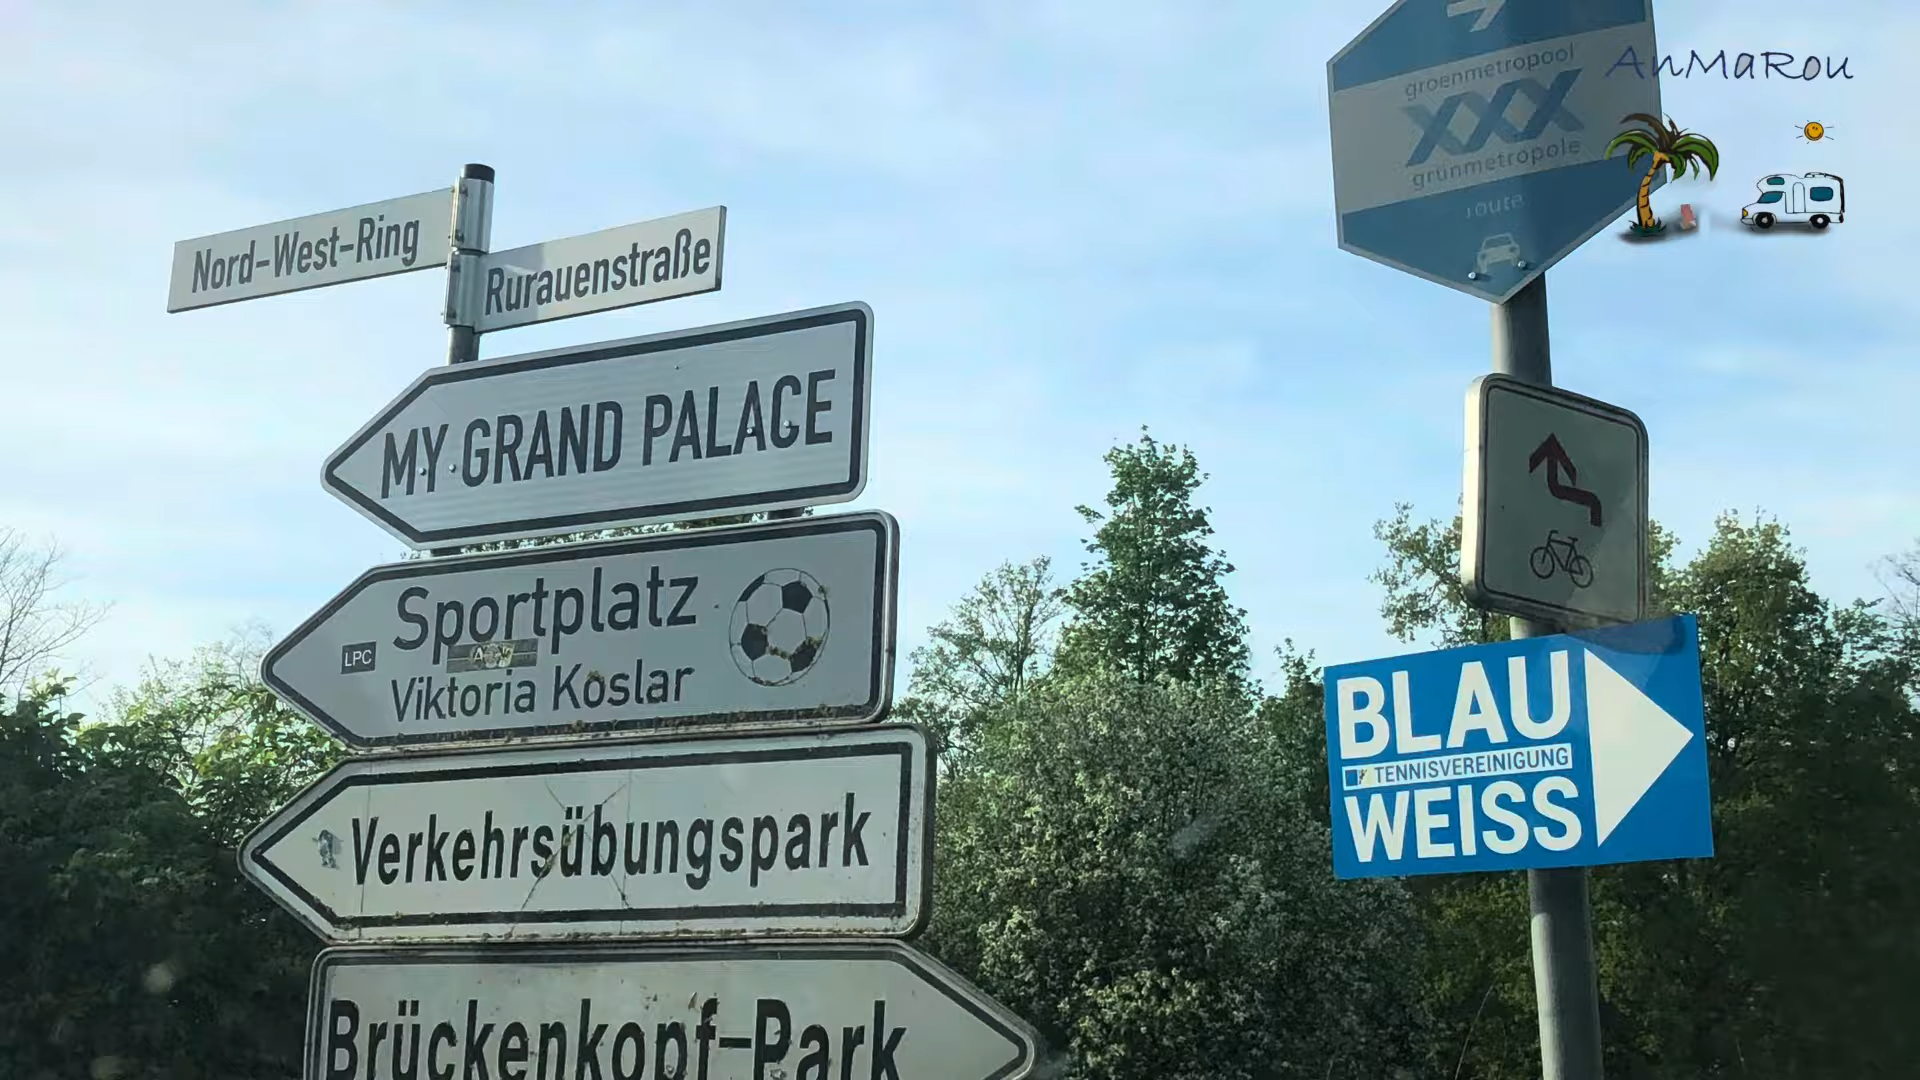 Nord-West-Ring
Rurauenstraße
MY GRAND PALACE
Sportplatz
LPC
Viktoria Koslar
Verkehrsübungspark
Brückenkopf-Park
groenmetropool
XXX
grünmetropole
route
AnMaRou
BLAU
TENNISVEREINIGUNG
WEISS